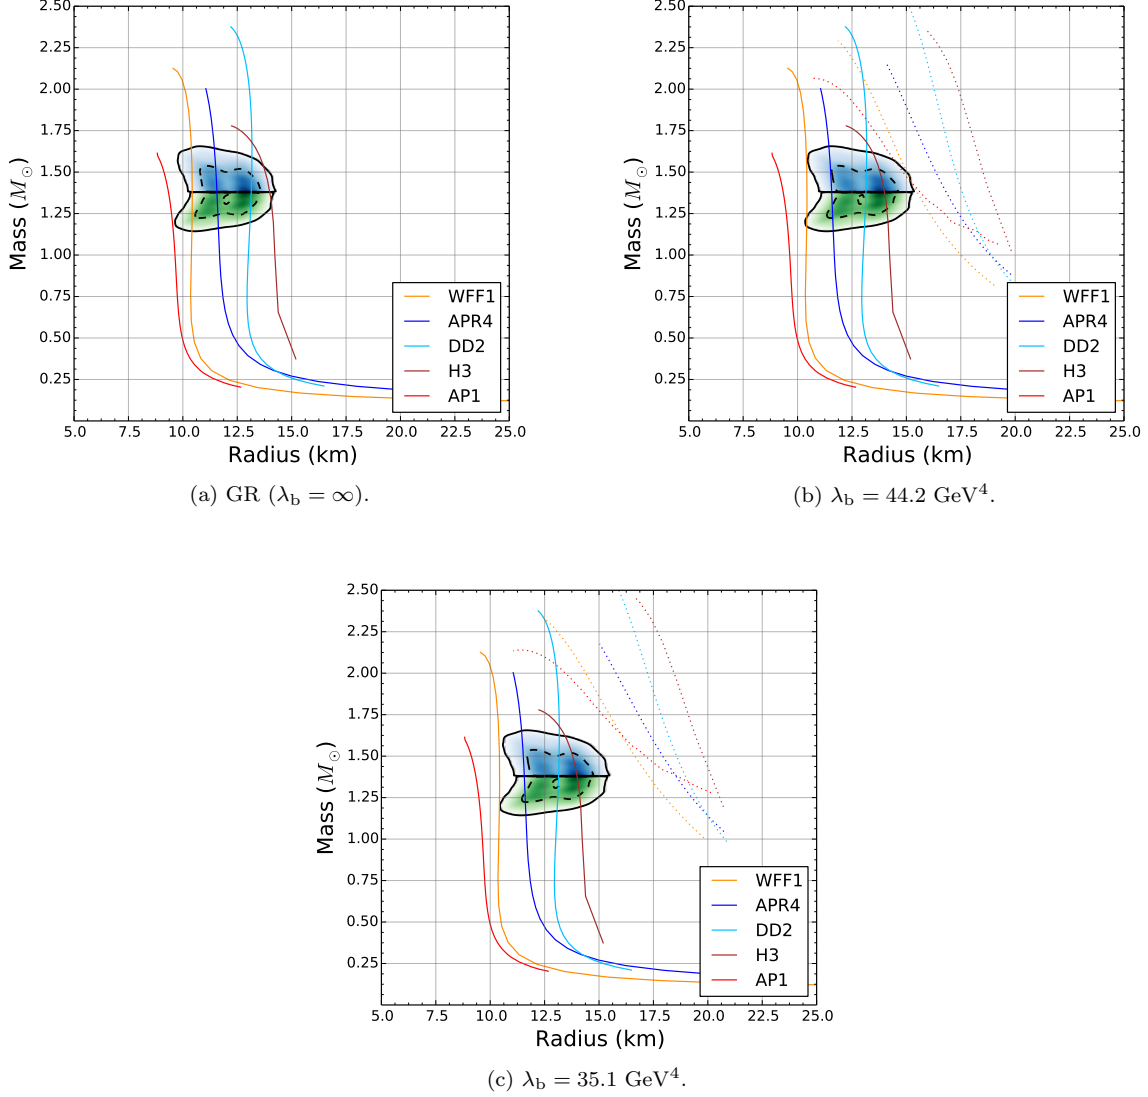 2.50
2.25
2.00
1.75
1.50
1.25
1.00
0.75
0.50
0.25
Mass (M⊙)
5.0 7.5 10.0 12.5 15.0 17.5 20.0 22.5 25.0
Radius (km)
WFF1
APR4
DD2
H3
AP1
(a) GR (λb = ∞).
2.50
2.25
2.00
1.75
1.50
1.25
1.00
0.75
0.50
0.25
Mass (M⊙)
5.0 7.5 10.0 12.5 15.0 17.5 20.0 22.5 25.0
Radius (km)
WFF1
APR4
DD2
H3
AP1
(b) λb = 44.2 GeV⁴.
2.50
2.25
2.00
1.75
1.50
1.25
1.00
0.75
0.50
0.25
Mass (M⊙)
5.0 7.5 10.0 12.5 15.0 17.5 20.0 22.5 25.0
Radius (km)
WFF1
APR4
DD2
H3
AP1
(c) λb = 35.1 GeV⁴.